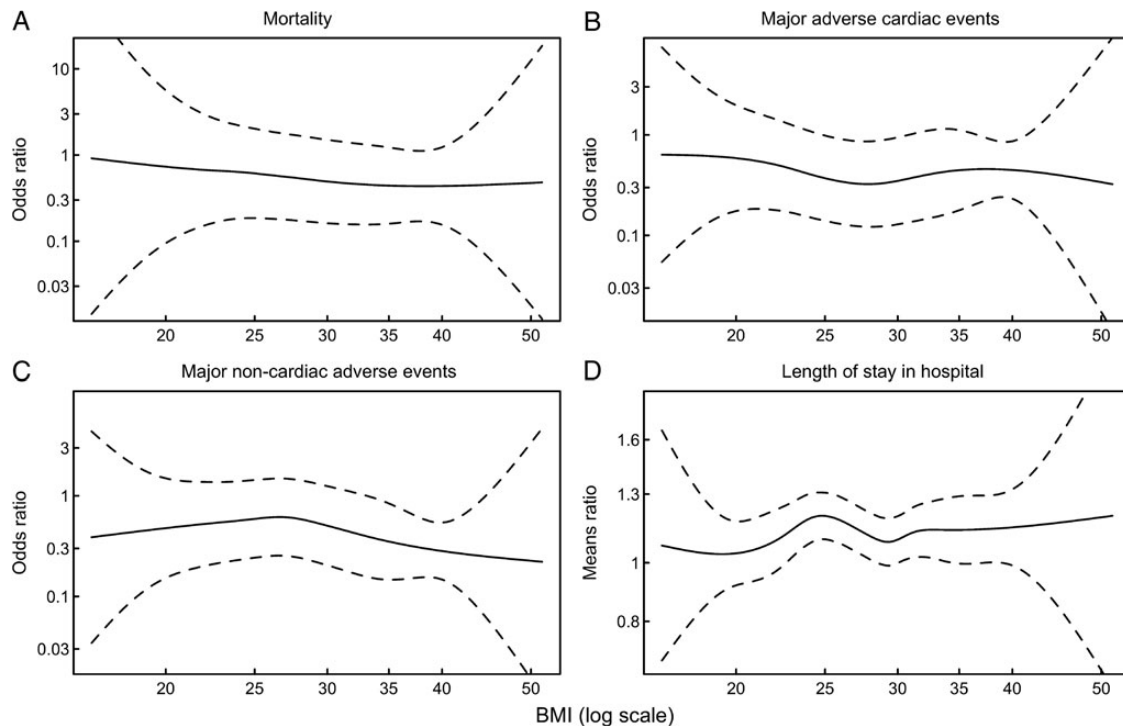 A
Mortality
10
3
1
0.3
0.1
0.03
Odds ratio
20 25 30 35 40 50
B
Major adverse cardiac events
3
1
0.3
0.1
0.03
Odds ratio
20 25 30 35 40 50
C
Major non-cardiac adverse events
3
1
0.3
0.1
0.03
Odds ratio
20 25 30 35 40 50
D
Length of stay in hospital
1.6
1.3
1
0.8
Means ratio
20 25 30 35 40 50
BMI (log scale)